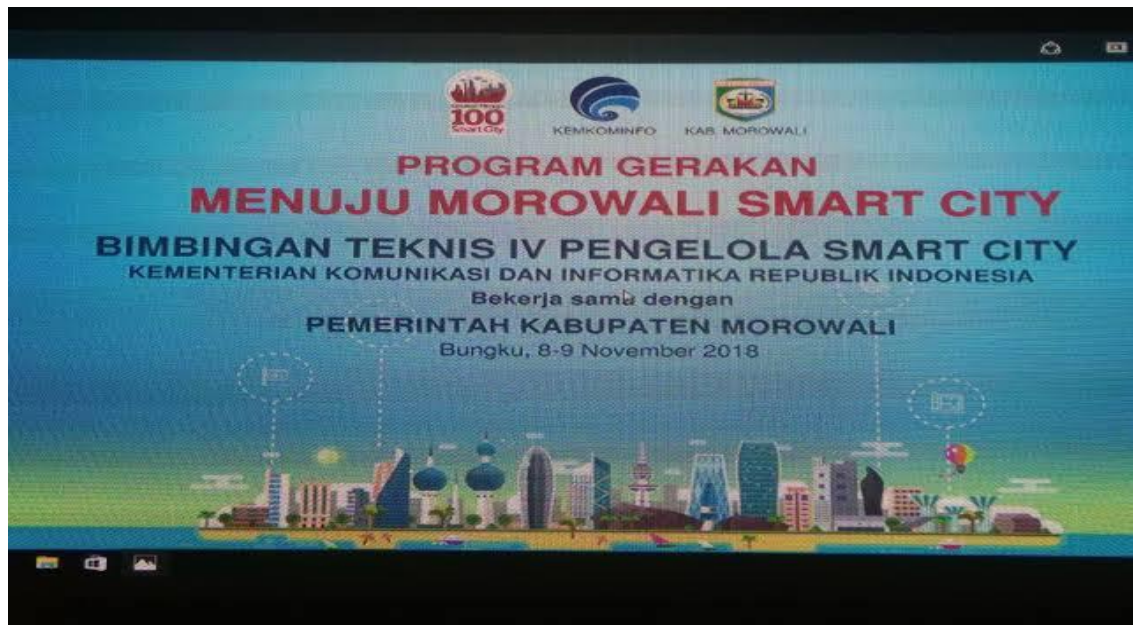 100
Smart City
KEMKOMINFO
KAB. MOROWALI
PROGRAM GERAKAN
MENUJU MOROWALI SMART CITY
BIMBINGAN TEKNIS IV PENGELOLA SMART CITY
KEMENTERIAN KOMUNIKASI DAN INFORMATIKA REPUBLIK INDONESIA
Bekerja sama dengan
PEMERINTAH KABUPATEN MOROWALI
Bungku, 8-9 November 2018